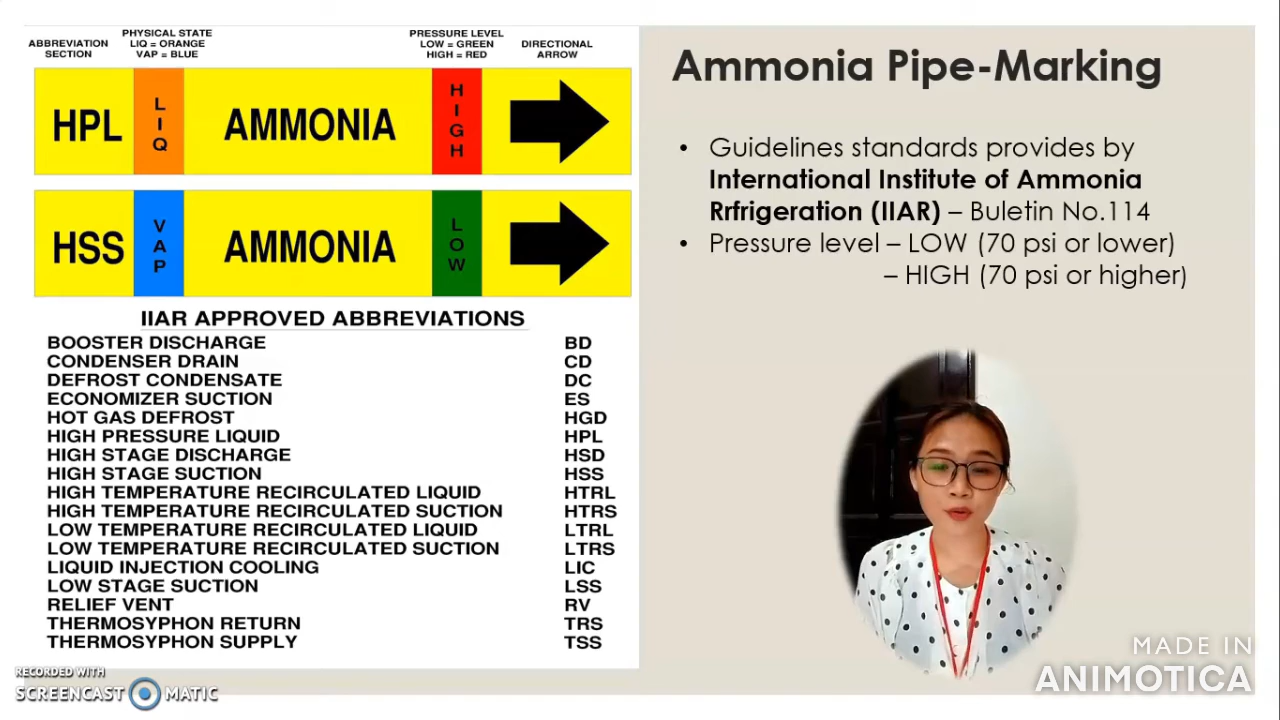 ABBREVIATION
SECTION
PHYSICAL STATE
LIQ = ORANGE
VAP = BLUE
PRESSURE LEVEL
LOW = GREEN
HIGH = RED
DIRECTIONAL
ARROW
HPL LIQ AMMONIA HIGH
HSS VAP AMMONIA LOW
IIAR APPROVED ABBREVIATIONS
BOOSTER DISCHARGE BD
CONDENSER DRAIN CD
DEFROST CONDENSATE DC
ECONOMIZER SUCTION ES
HOT GAS DEFROST HGD
HIGH PRESSURE LIQUID HPL
HIGH STAGE DISCHARGE HSD
HIGH STAGE SUCTION HSS
HIGH TEMPERATURE RECIRCULATED LIQUID HTRL
HIGH TEMPERATURE RECIRCULATED SUCTION HTRS
LOW TEMPERATURE RECIRCULATED LIQUID LTRL
LOW TEMPERATURE RECIRCULATED SUCTION LTRS
LIQUID INJECTION COOLING LIC
LOW STAGE SUCTION LSS
RELIEF VENT RV
THERMOSYPHON RETURN TRS
THERMOSYPHON SUPPLY TSS
Ammonia Pipe-Marking
• Guidelines standards provides by
International Institute of Ammonia
Rrfrigeration (IIAR) – Buletin No.114
• Pressure level – LOW (70 psi or lower)
– HIGH (70 psi or higher)
RECORDED WITH
SCREENCAST MATIC
MADE IN
ANIMOTICA